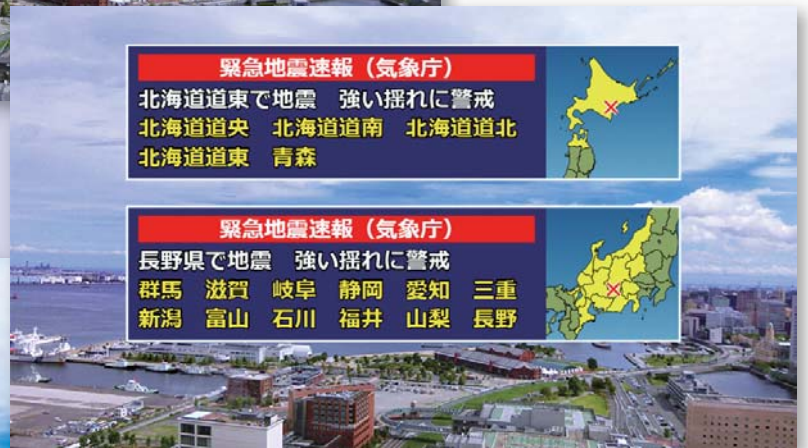 緊急地震速報（気象庁）
北海道道東で地震　強い揺れに警戒
北海道道央　北海道道南　北海道道北
北海道道東　青森
緊急地震速報（気象庁）
長野県で地震　強い揺れに警戒
群馬　滋賀　岐阜　静岡　愛知　三重
新潟　富山　石川　福井　山梨　長野